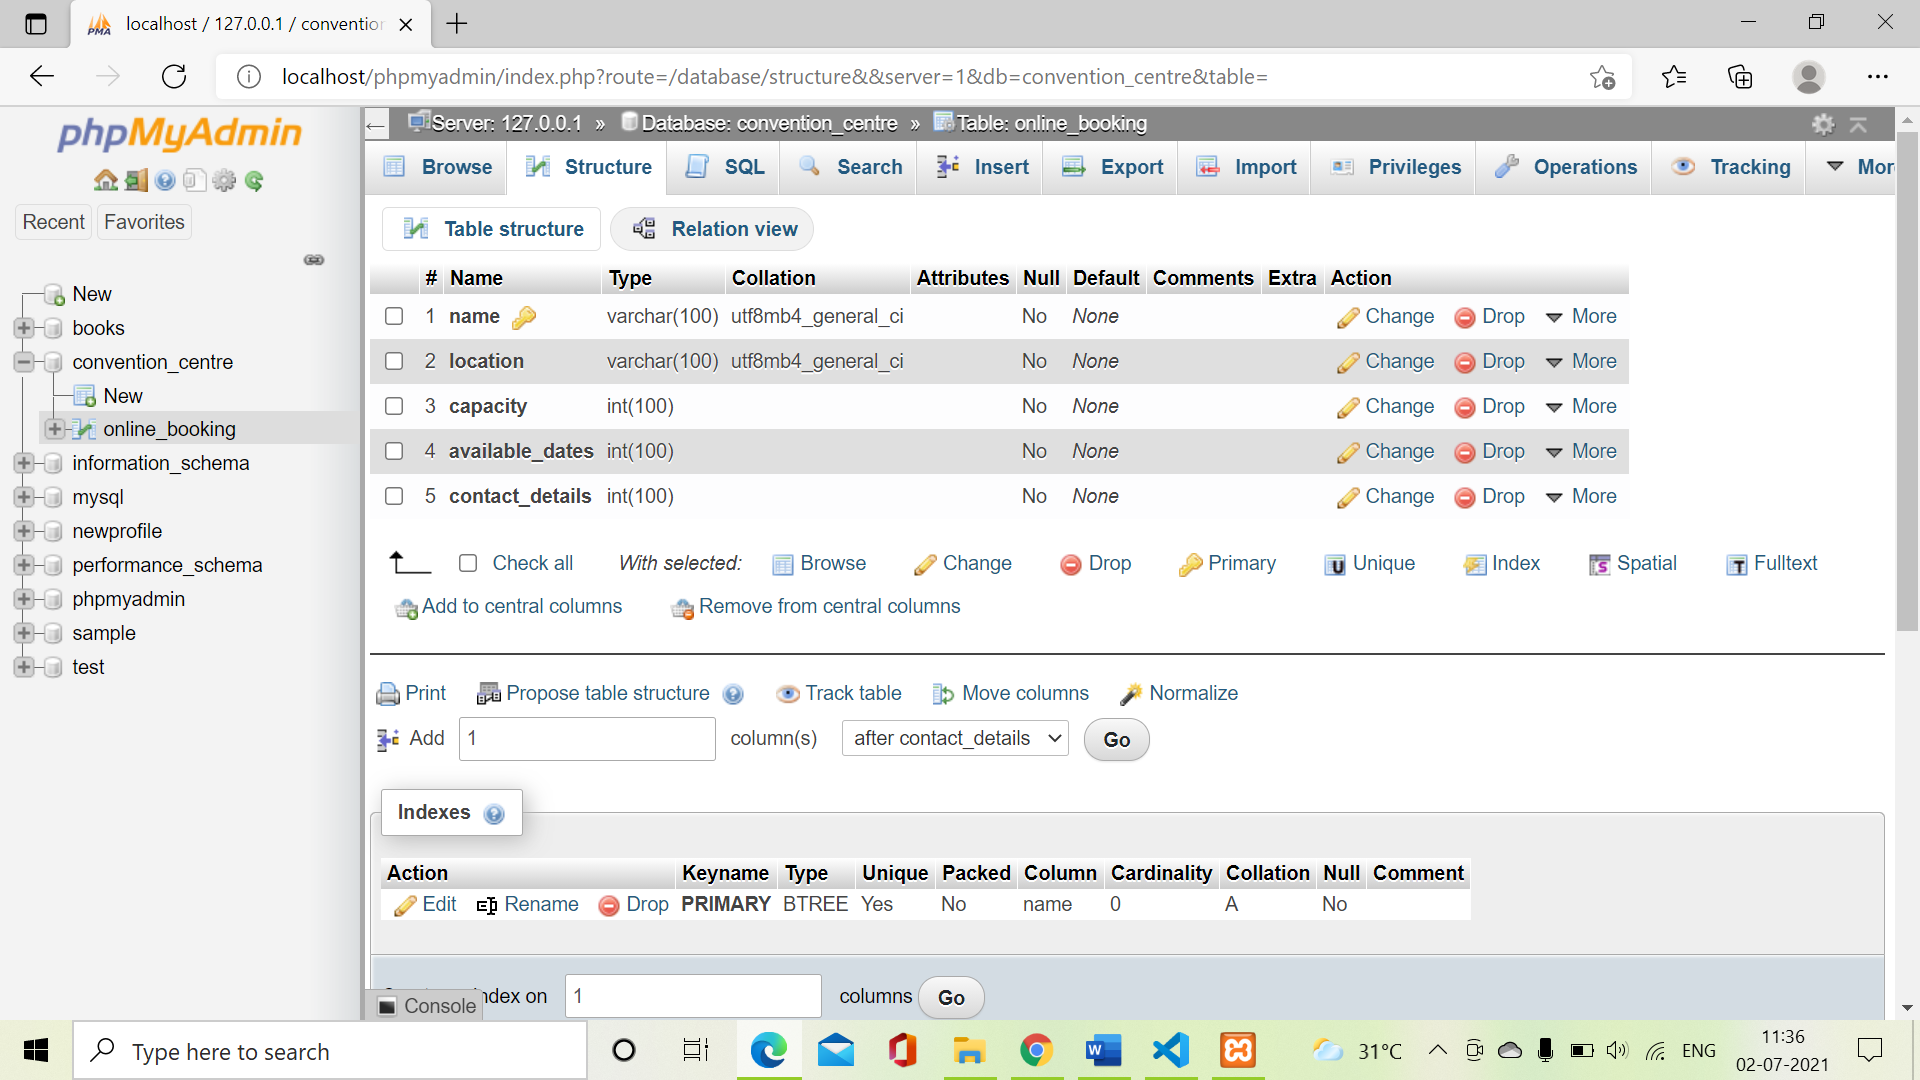 localhost / 127.0.0.1 / convention
localhost/phpmyadmin/index.php?route=/database/structure&&server=1&db=convention_centre&table=
phpMyAdmin
Recent Favorites
New
books
convention_centre
New
online_booking
information_schema
mysql
newprofile
performance_schema
phpmyadmin
sample
test
Server: 127.0.0.1 » Database: convention_centre » Table: online_booking
Browse Structure SQL Search Insert Export Import Privileges Operations Tracking More
Table structure Relation view
# Name Type Collation Attributes Null Default Comments Extra Action
1 name varchar(100) utf8mb4_general_ci No None Change Drop More
2 location varchar(100) utf8mb4_general_ci No None Change Drop More
3 capacity int(100) No None Change Drop More
4 available_dates int(100) No None Change Drop More
5 contact_details int(100) No None Change Drop More
Check all With selected: Browse Change Drop Primary Unique Index Spatial Fulltext
Add to central columns Remove from central columns
Print Propose table structure Track table Move columns Normalize
Add 1 column(s) after contact_details Go
Indexes
Action Keyname Type Unique Packed Column Cardinality Collation Null Comment
Edit Rename Drop PRIMARY BTREE Yes No name 0 A No
index on 1 columns Go
Console
Type here to search
31°C ENG 11:36
02-07-2021